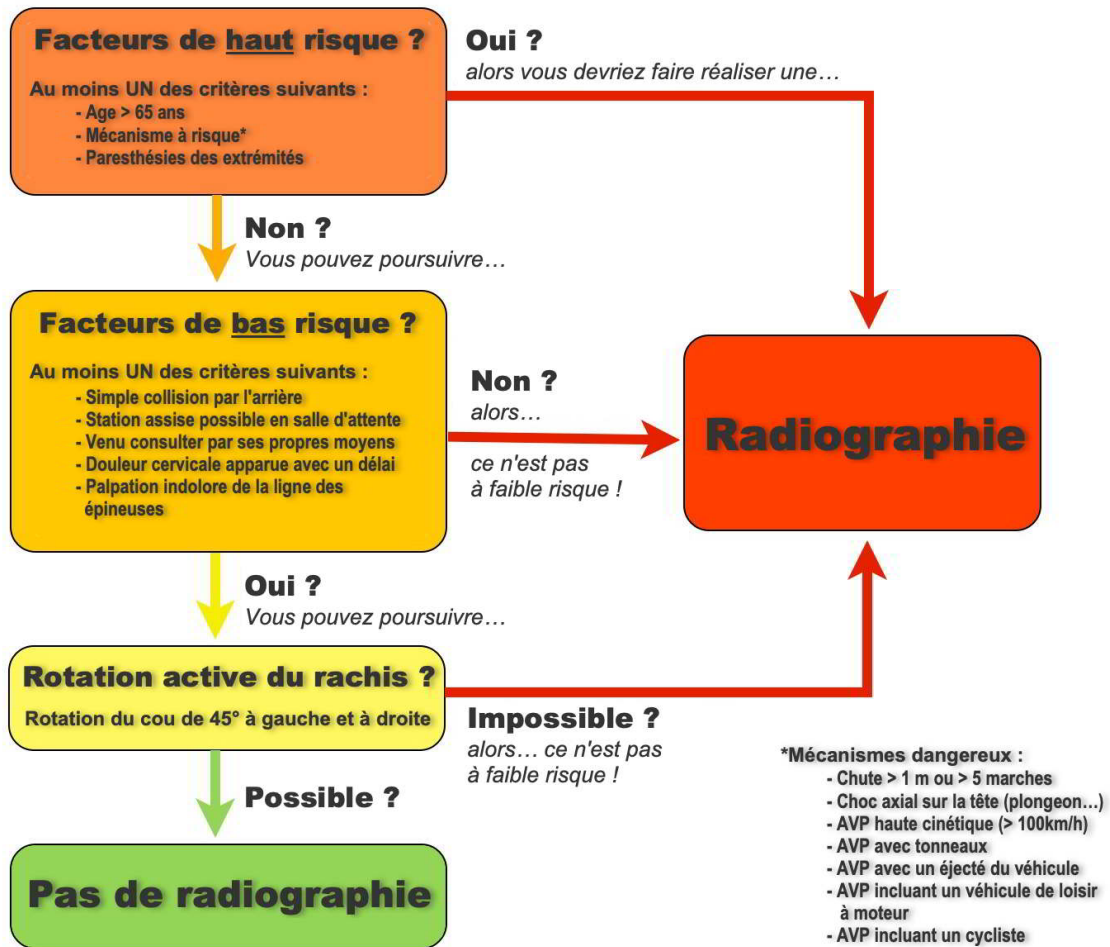 Facteurs de haut risque ?
Au moins UN des critères suivants :
- Age > 65 ans
- Mécanisme à risque*
- Paresthésies des extrémités
Oui ?
alors vous devriez faire réaliser une…
Non ?
Vous pouvez poursuivre…
Facteurs de bas risque ?
Au moins UN des critères suivants :
- Simple collision par l'arrière
- Station assise possible en salle d'attente
- Venu consulter par ses propres moyens
- Douleur cervicale apparue avec un délai
- Palpation indolore de la ligne des
épineuses
Non ?
alors…
ce n'est pas
à faible risque !
Radiographie
Oui ?
Vous pouvez poursuivre…
Rotation active du rachis ?
Rotation du cou de 45° à gauche et à droite
Impossible ?
alors… ce n'est pas
à faible risque !
Possible ?
Pas de radiographie
*Mécanismes dangereux :
- Chute > 1 m ou > 5 marches
- Choc axial sur la tête (plongeon…)
- AVP haute cinétique (> 100km/h)
- AVP avec tonneaux
- AVP avec un éjecté du véhicule
- AVP incluant un véhicule de loisir
à moteur
- AVP incluant un cycliste